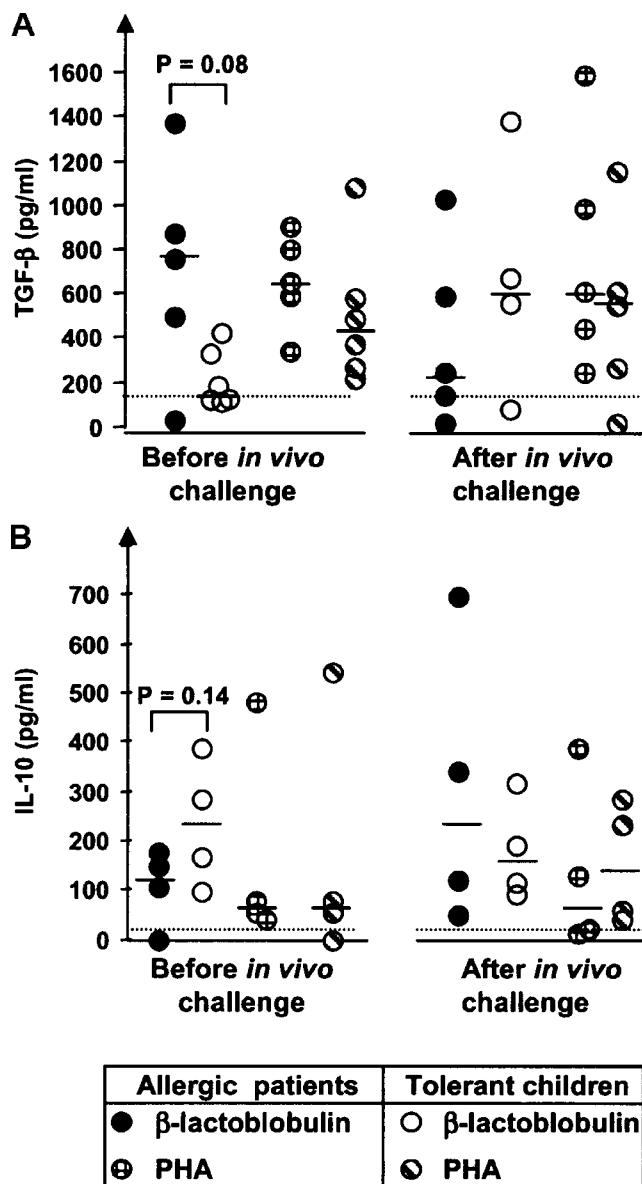 A
TGF-β (pg/ml)
1600
1400
1200
1000
800
600
400
200
0
P = 0.08
Before in vivo
challenge
After in vivo
challenge
B
IL-10 (pg/ml)
700
600
500
400
300
200
100
0
P = 0.14
Before in vivo
challenge
After in vivo
challenge
Allergic patients
Tolerant children
β-lactoblobulin
β-lactoblobulin
PHA
PHA